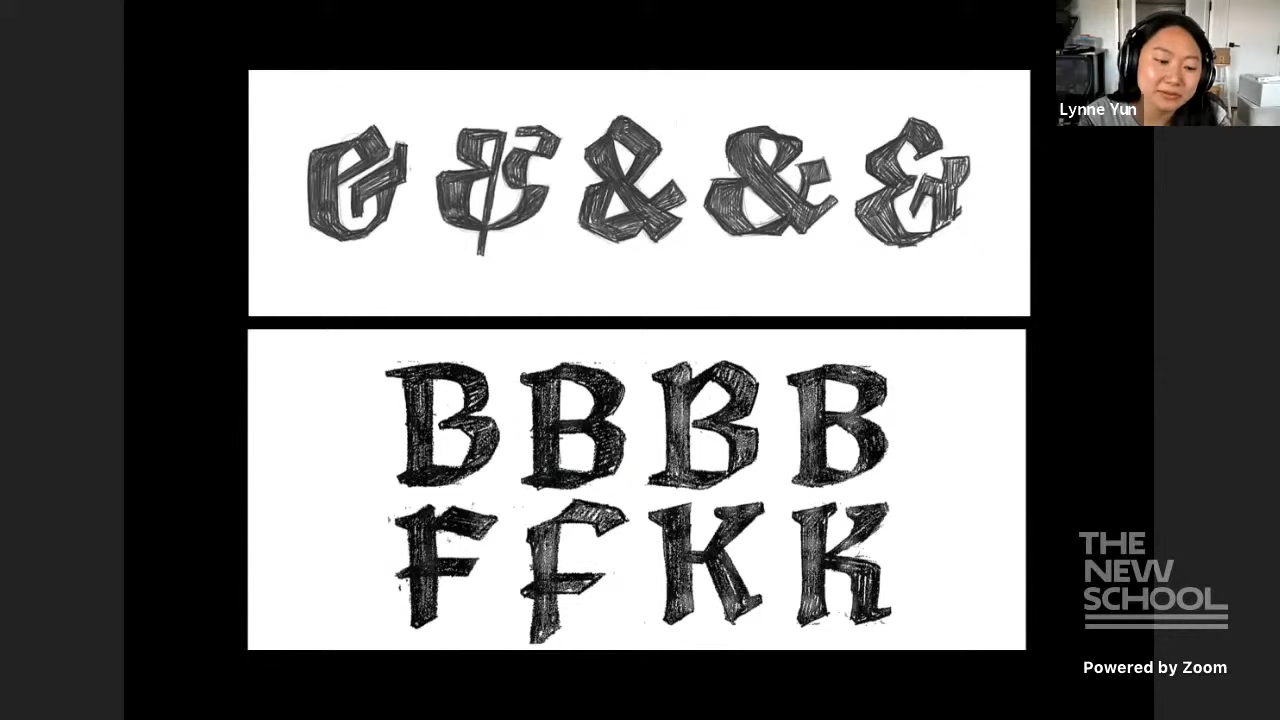 & & & & &
Lynne Yun
B B B B
F F K K
THE
NEW
SCHOOL
Powered by Zoom